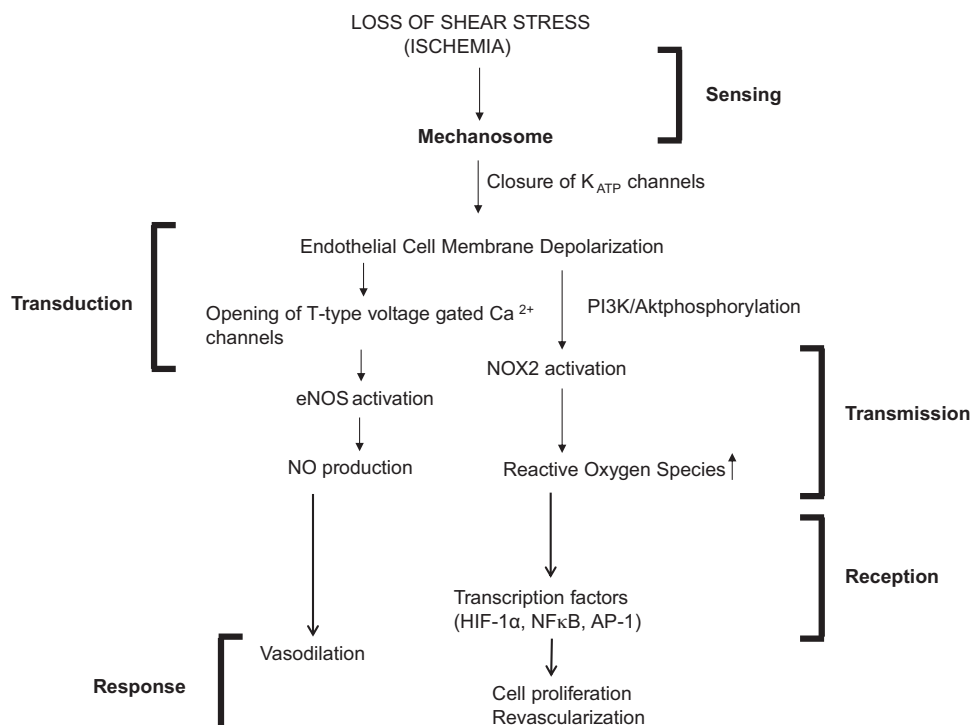 LOSS OF SHEAR STRESS
(ISCHEMIA)
Sensing
Mechanosome
Closure of K ATP channels
Endothelial Cell Membrane Depolarization
Transduction
Opening of T-type voltage gated Ca 2+
channels
PI3K/Aktphosphorylation
NOX2 activation
eNOS activation
Transmission
NO production
Reactive Oxygen Species
Reception
Transcription factors
(HIF-1α, NFκB, AP-1)
Vasodilation
Response
Cell proliferation
Revascularization